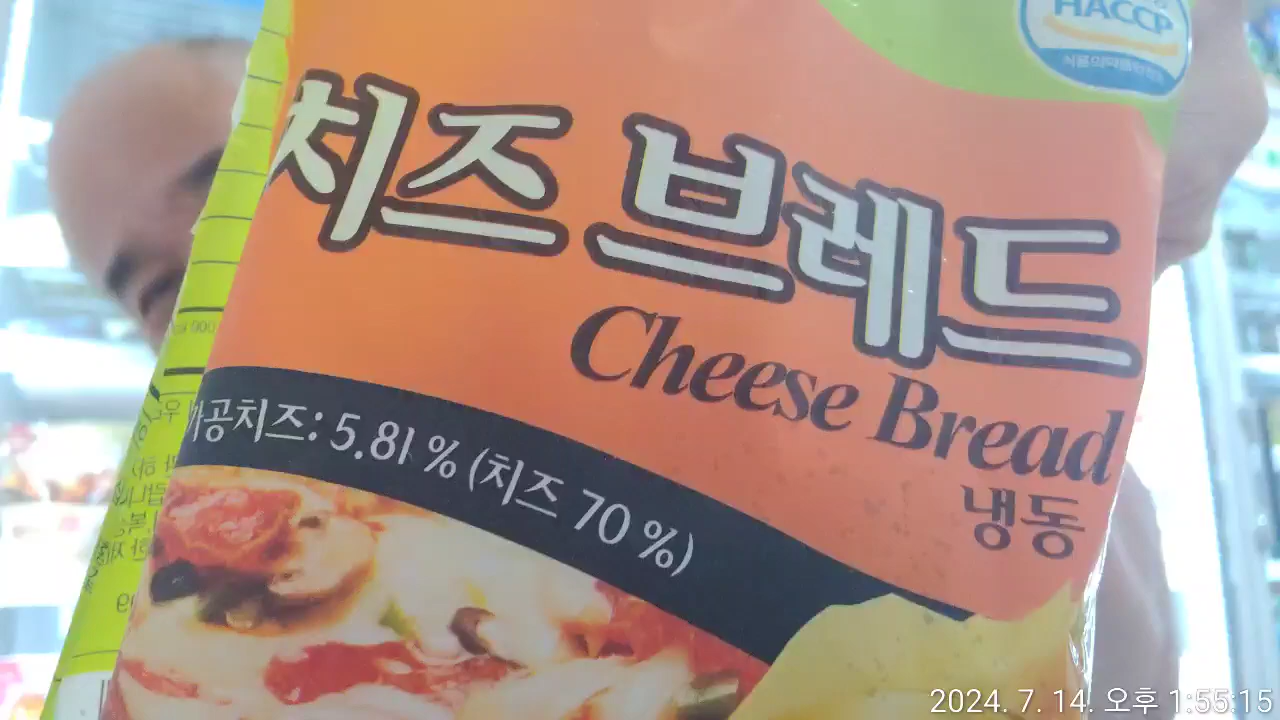 HACCP
치즈 브레드
Cheese Bread
냉동
가공치즈: 5.81 % (치즈 70 %)
2024. 7. 14. 오후 1:55:15